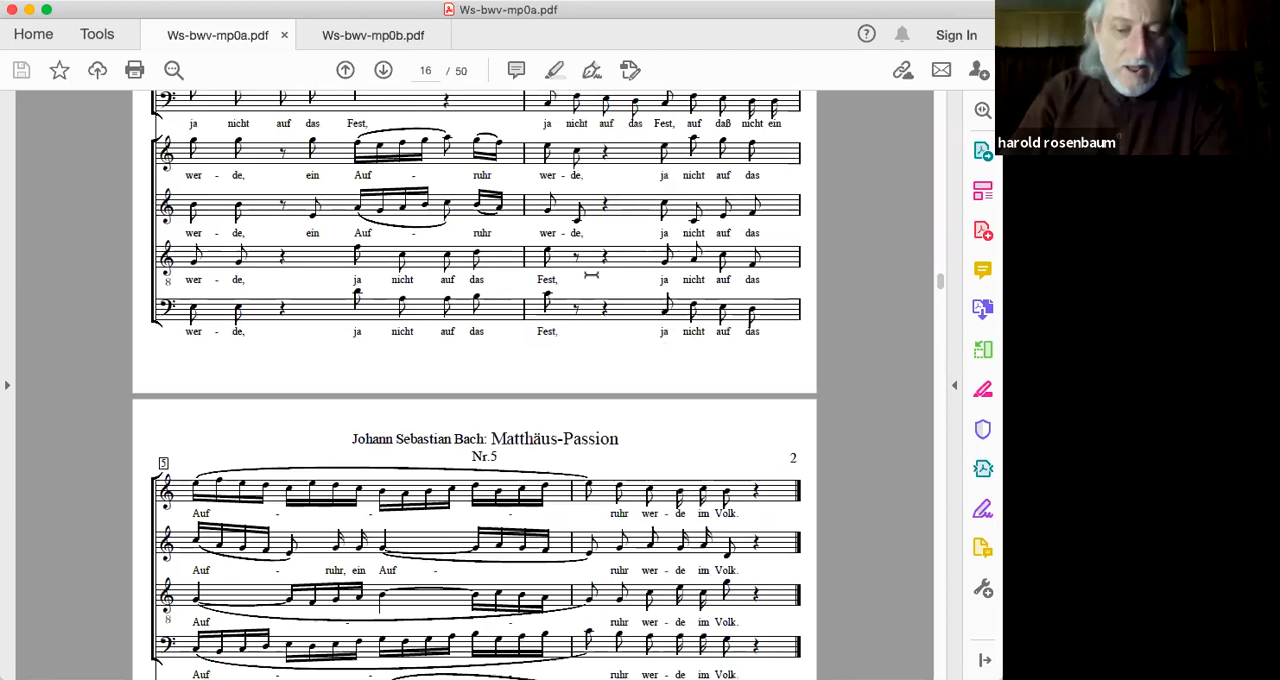 Ws-bwv-mp0a.pdf
Home Tools Ws-bwv-mp0a.pdf × Ws-bwv-mp0b.pdf ? Sign In
16 / 50
harold rosenbaum
ja nicht auf das Fest, ja nicht auf das Fest, auf daß nicht ein
wer - de, ein Auf - ruhr wer - de, ja nicht auf das
wer - de, ein Auf - ruhr wer - de, ja nicht auf das
8
wer - de, ja nicht auf das Fest, ja nicht auf das
wer - de, ja nicht auf das Fest, ja nicht auf das
Johann Sebastian Bach: Matthäus-Passion
Nr.5
2
5
Auf - - - ruhr wer - de im Volk.
Auf - ruhr, ein Auf - - ruhr wer - de im Volk.
8
Auf - - - ruhr wer - de im Volk.
Auf - - - ruhr wer - de im Volk.